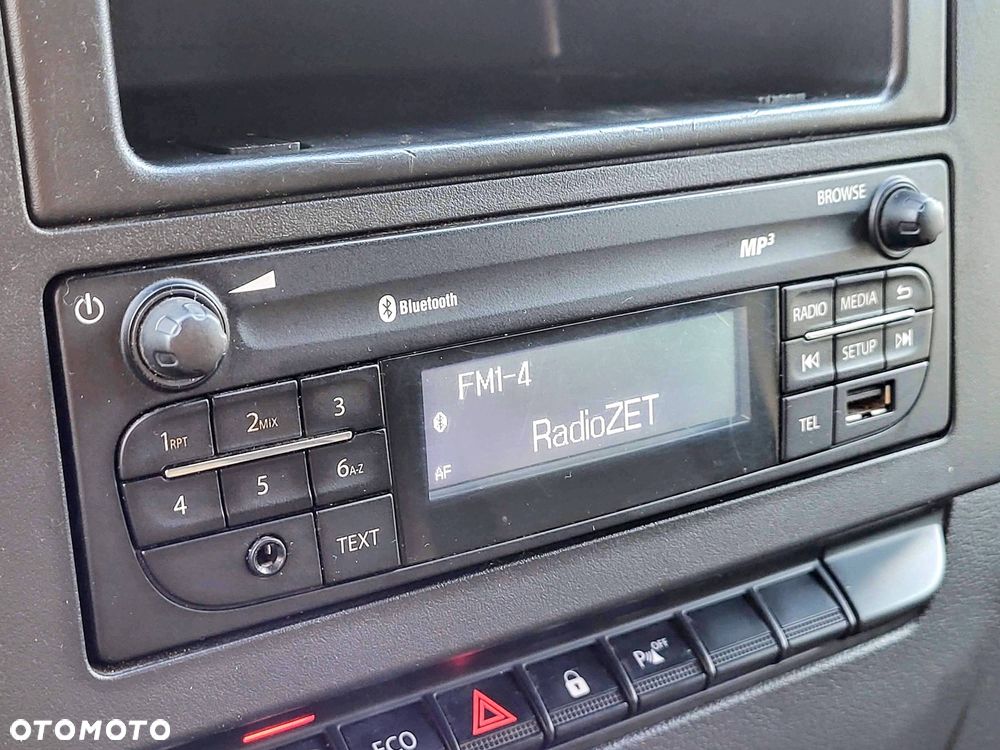 BROWSE
MP3
Bluetooth
RADIO MEDIA
SETUP
TEL
FM1-4
RadioZET
AF
1RPT 2MIX 3
4 5 6A-Z
TEXT
OFF
P
ECO
OTOMOTO